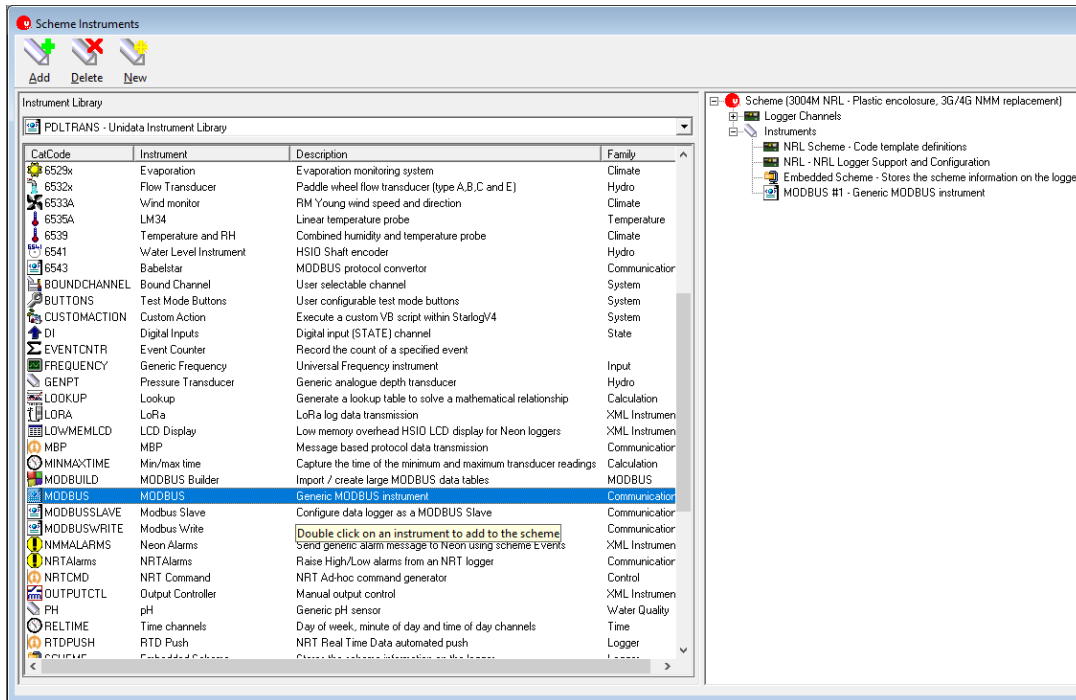 Scheme Instruments
Add Delete New
Instrument Library
PDLTRANS - Unidata Instrument Library
CatCode Instrument Description Family
6529x Evaporation Evaporation monitoring system Climate
6532x Flow Transducer Paddle wheel flow transducer (type A,B,C and E) Hydro
6533A Wind monitor RM Young wind speed and direction Climate
6535A LM34 Linear temperature probe Temperature
6539 Temperature and RH Combined humidity and temperature probe Climate
6541 Water Level Instrument HSIO Shaft encoder Hydro
6543 Babelstar MODBUS protocol convertor Communication
BOUNDCHANNEL Bound Channel User selectable channel System
BUTTONS Test Mode Buttons User configurable test mode buttons System
CUSTOMACTION Custom Action Execute a custom VB script within StarlogV4 System
DI Digital Inputs Digital input (STATE) channel State
EVENTCNTR Event Counter Record the count of a specified event
FREQUENCY Generic Frequency Universal Frequency instrument Input
GENPT Pressure Transducer Generic analogue depth transducer Hydro
LOOKUP Lookup Generate a lookup table to solve a mathematical relationship Calculation
LORA LoRa LoRa log data transmission XML Instrumen
LOWMEMLCD LCD Display Low memory overhead HSIO LCD display for Neon loggers XML Instrumen
MBP MBP Message based protocol data transmission Communication
MINMAXTIME Min/max time Capture the time of the minimum and maximum transducer readings Calculation
MODBUILD MODBUS Builder Import / create large MODBUS data tables MODBUS
MODBUS MODBUS Generic MODBUS instrument Communication
MODBUSSLAVE Modbus Slave Configure data logger as a MODBUS Slave Communication
MODBUSWRITE Modbus Write Communication
Double click on an instrument to add to the scheme
NMMALARMS Neon Alarms Send generic alarm message to Neon using scheme Events XML Instrumen
NRTAlarms NRTAlarms Raise High/Low alarms from an NRT logger Communication
NRTCMD NRT Command NRT Ad-hoc command generator Control
OUTPUTCTL Output Controller Manual output control XML Instrumen
PH pH Generic pH sensor Water Quality
RELTIME Time channels Day of week, minute of day and time of day channels Time
RTDPUSH RTD Push NRT Real Time Data automated push Logger
Scheme (3004M NRL - Plastic encolosure, 3G/4G NMM replacement)
Logger Channels
Instruments
NRL Scheme - Code template definitions
NRL - NRL Logger Support and Configuration
Embedded Scheme - Stores the scheme information on the logge
MODBUS #1 - Generic MODBUS instrument